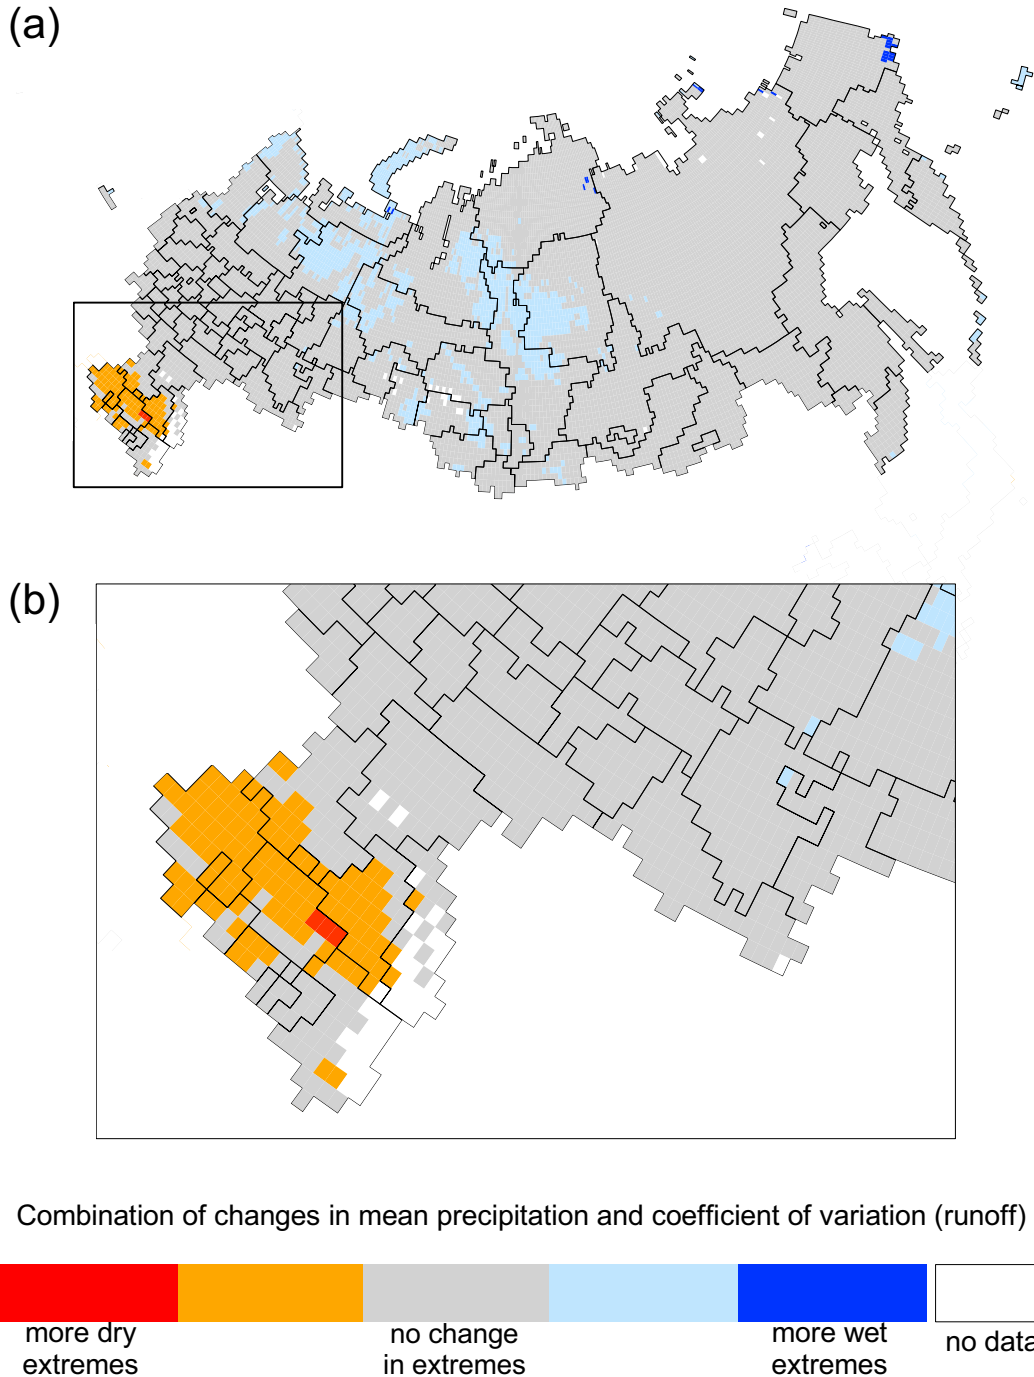 (a)
(b)
Combination of changes in mean precipitation and coefficient of variation (runoff)
more dry
extremes
no change
in extremes
more wet
extremes
no data